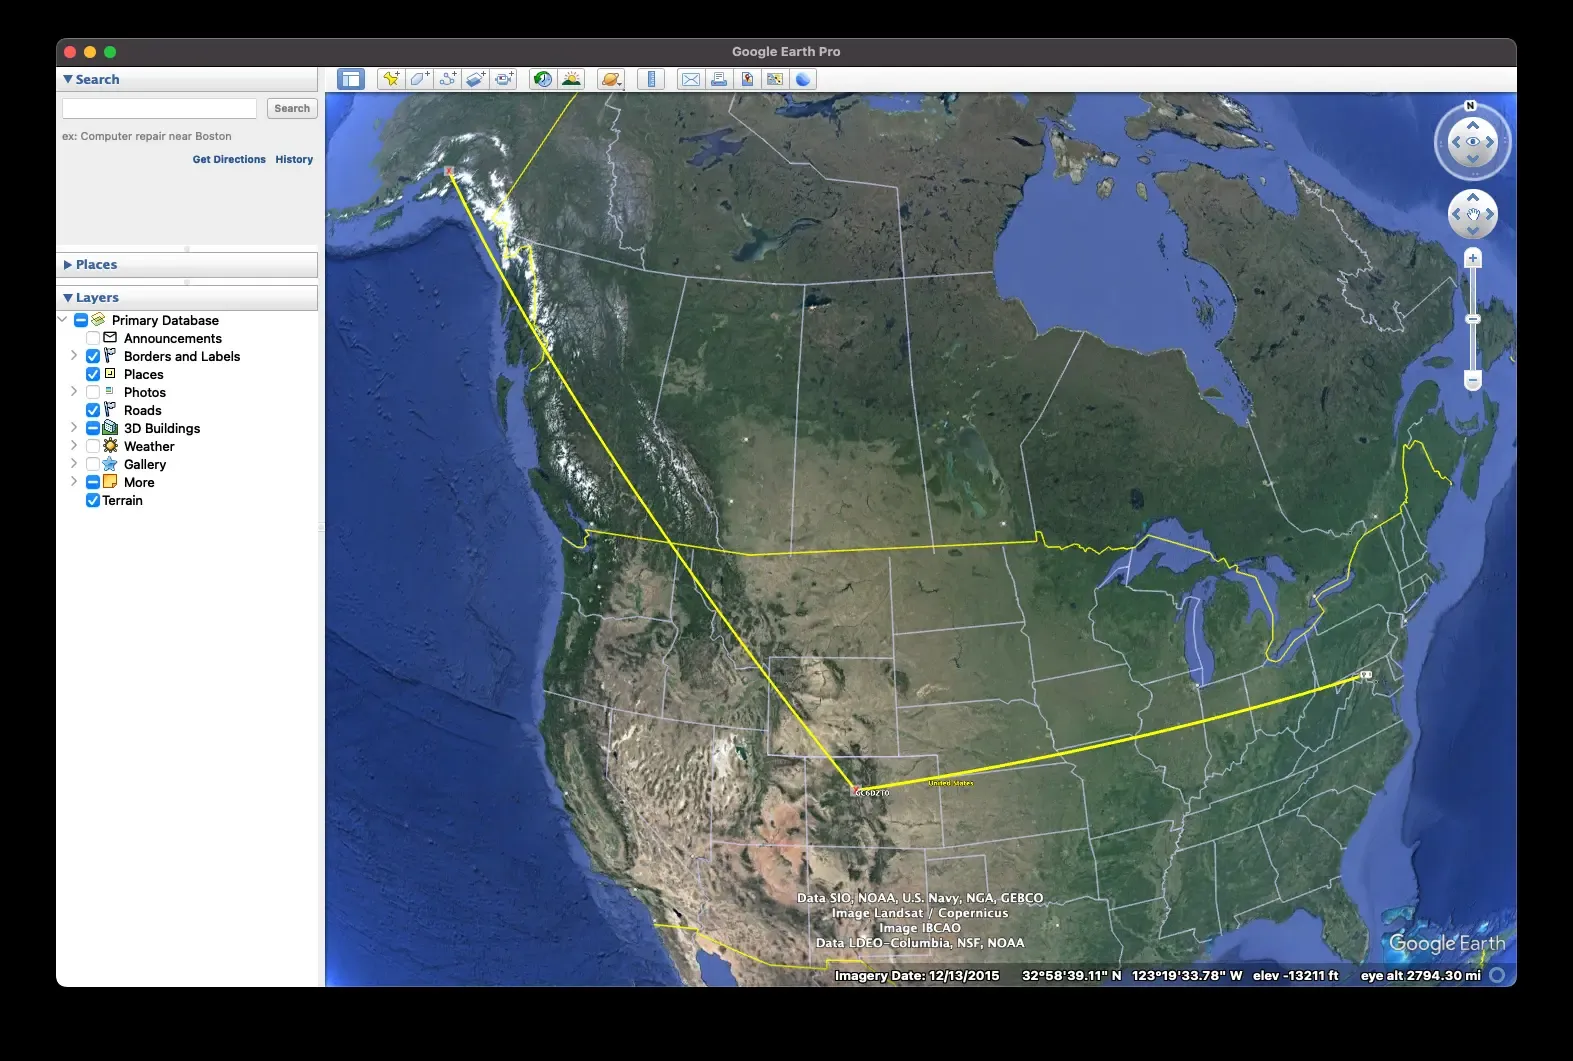 Google Earth Pro
Search
Search
ex: Computer repair near Boston
Get Directions History
Places
Layers
Primary Database
Announcements
Borders and Labels
Places
Photos
Roads
3D Buildings
Weather
Gallery
More
Terrain
N
United States
GC6D2T0
Data SIO, NOAA, U.S. Navy, NGA, GEBCO
Image Landsat / Copernicus
Image IBCAO
Data LDEO-Columbia, NSF, NOAA
Google Earth
Imagery Date: 12/13/2015 32°58'39.11" N 123°19'33.78" W elev -13211 ft eye alt 2794.30 mi